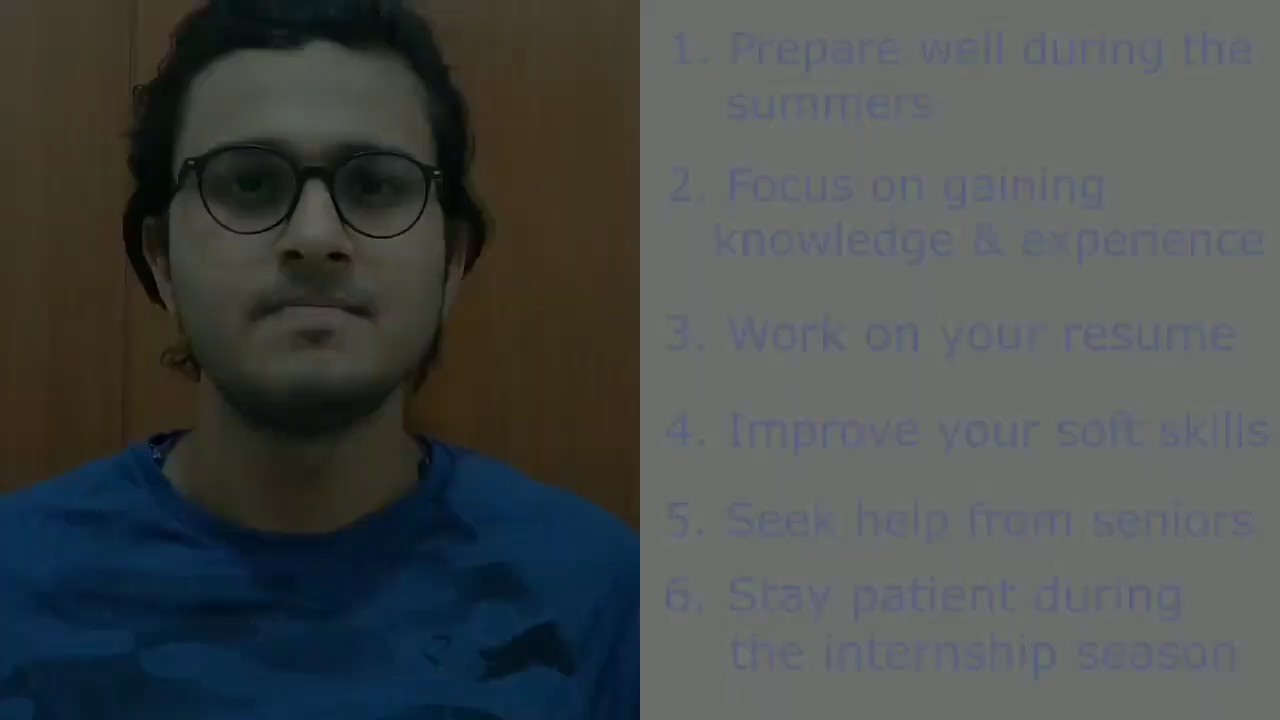 1. Prepare well during the
summers
2. Focus on gaining
knowledge & experience
3. Work on your resume
4. Improve your soft skills
5. Seek help from seniors
6. Stay patient during
the internship season